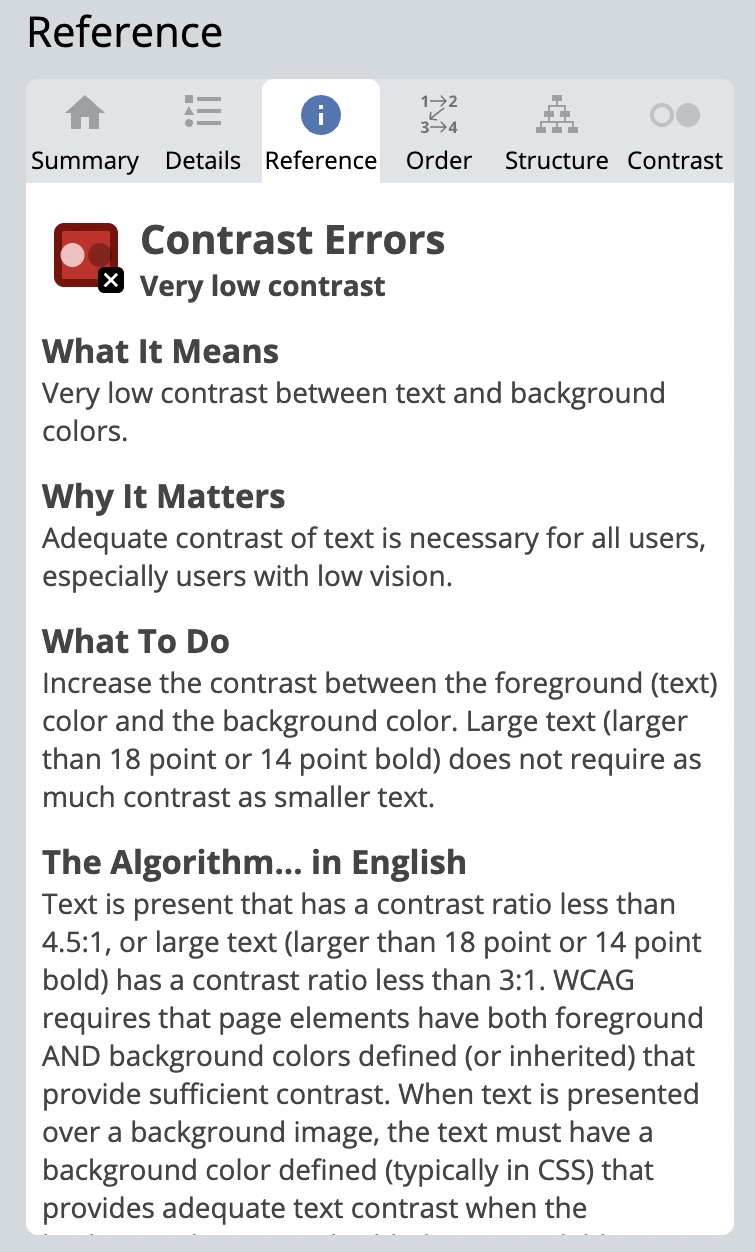 Reference
Summary Details Reference Order Structure Contrast
1→2
3→4
Contrast Errors
Very low contrast
What It Means
Very low contrast between text and background
colors.
Why It Matters
Adequate contrast of text is necessary for all users,
especially users with low vision.
What To Do
Increase the contrast between the foreground (text)
color and the background color. Large text (larger
than 18 point or 14 point bold) does not require as
much contrast as smaller text.
The Algorithm... in English
Text is present that has a contrast ratio less than
4.5:1, or large text (larger than 18 point or 14 point
bold) has a contrast ratio less than 3:1. WCAG
requires that page elements have both foreground
AND background colors defined (or inherited) that
provide sufficient contrast. When text is presented
over a background image, the text must have a
background color defined (typically in CSS) that
provides adequate text contrast when the